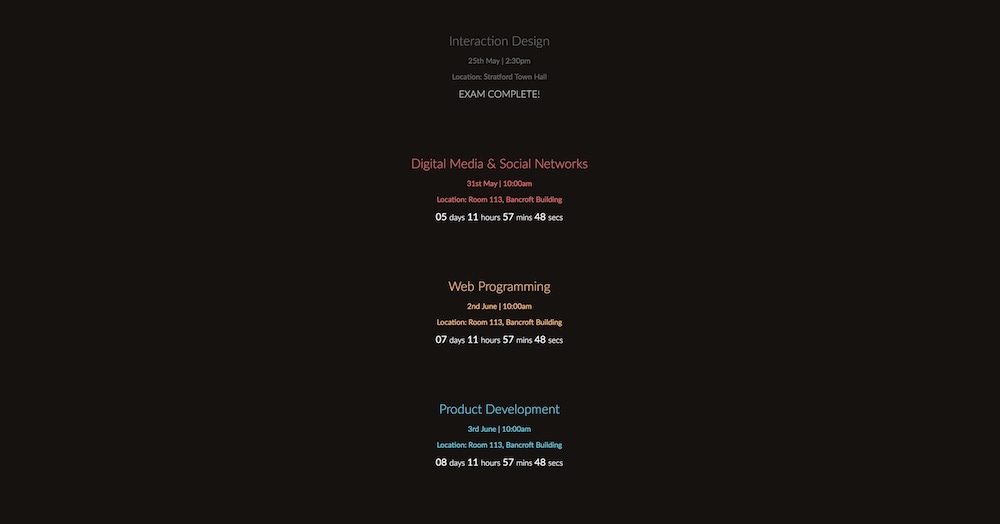 Interaction Design
25th May | 2:30pm
Location: Stratford Town Hall
EXAM COMPLETE!
Digital Media & Social Networks
31st May | 10:00am
Location: Room 113, Bancroft Building
05 days 11 hours 57 mins 48 secs
Web Programming
2nd June | 10:00am
Location: Room 113, Bancroft Building
07 days 11 hours 57 mins 48 secs
Product Development
3rd June | 10:00am
Location: Room 113, Bancroft Building
08 days 11 hours 57 mins 48 secs